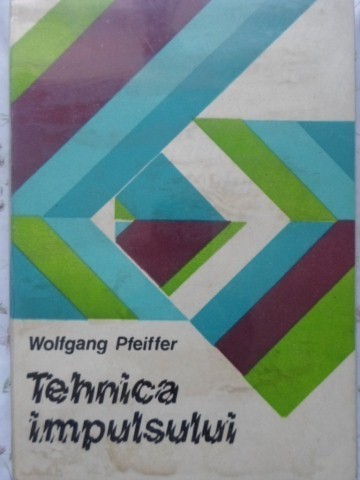 Wolfgang Pfeiffer
Tehnica
impulsului